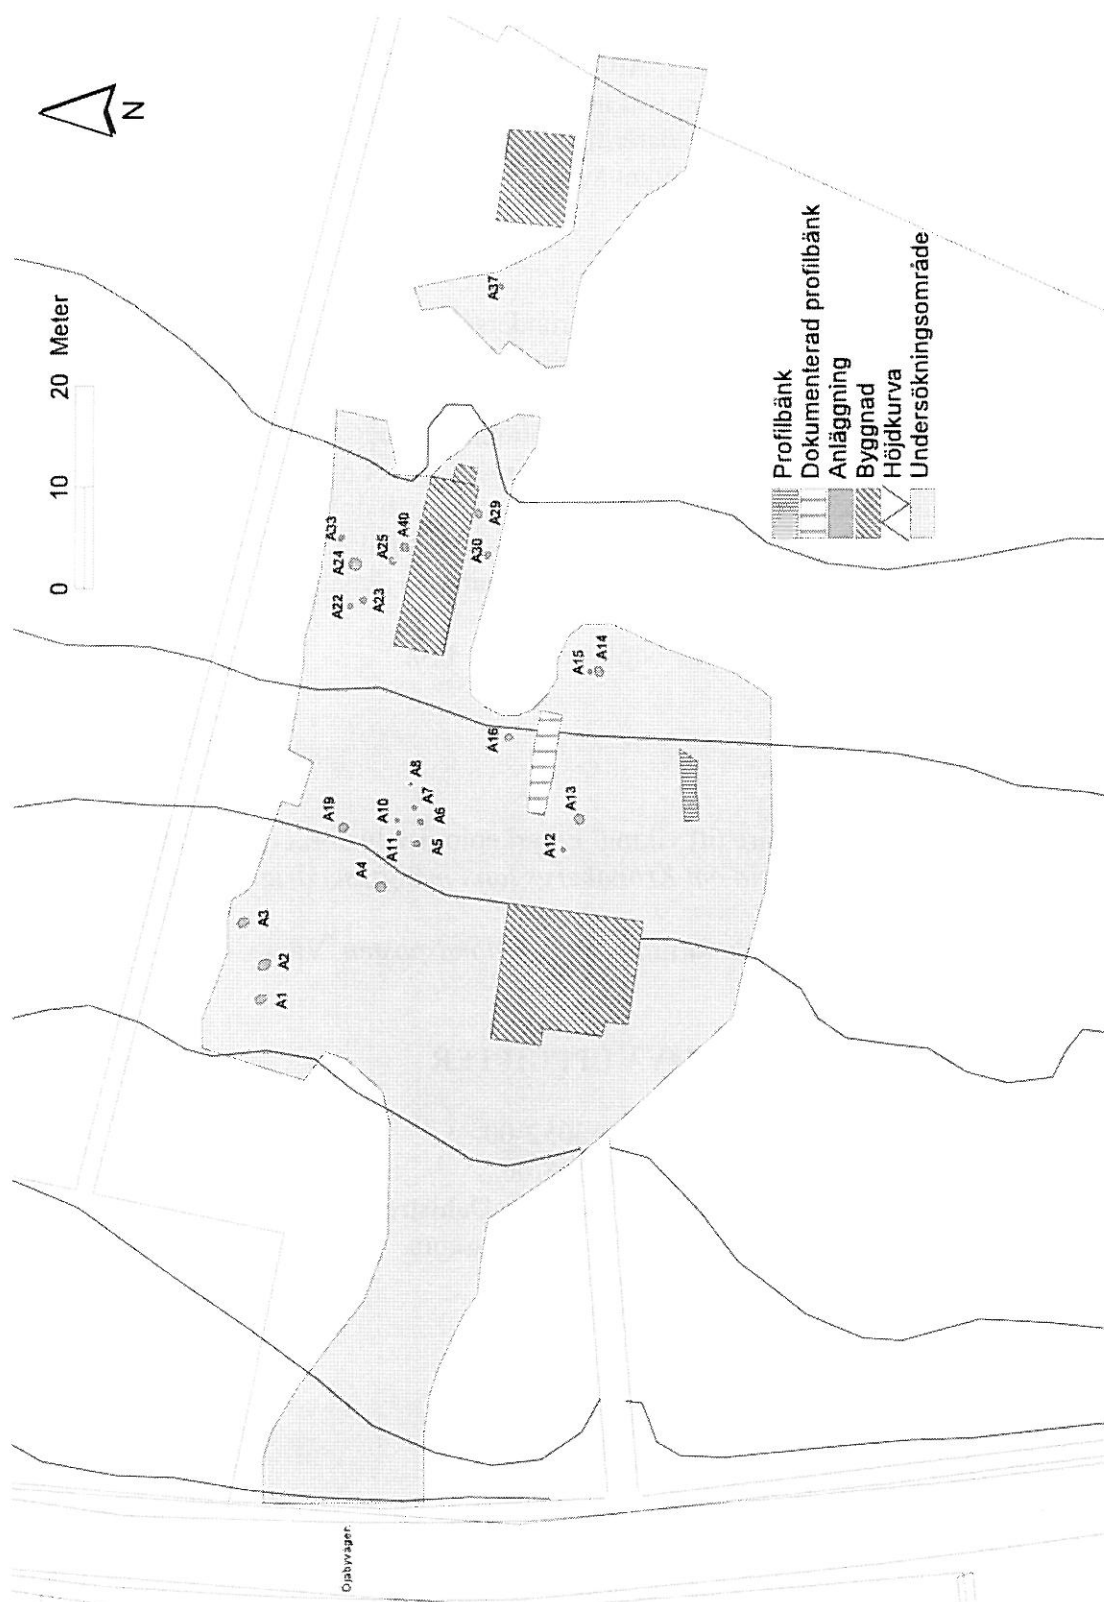 N
0 10 20 Meter
A33
A24
A22
A23
A25
A40
A29
A30
A37
A19
A4
A3
A2
A1
A10
A11
A8
A7
A6
A5
A16
A15
A14
A13
A12
Profilbänk
Dokumenterad profilbänk
Anläggning
Byggnad
Höjdkurva
Undersökningsområde
Öjabyvägen